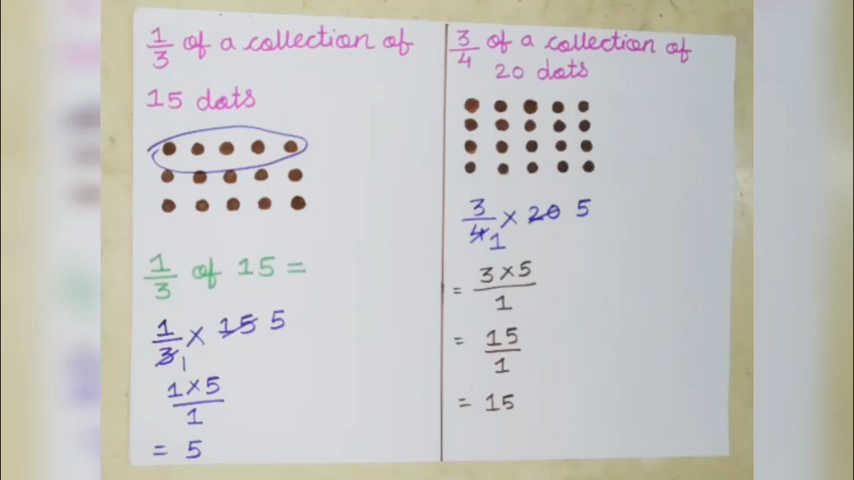 1/3 of a collection of
15 dots
1/3 of 15 =
1/3 1 × 15 5
1×5/1
= 5
3/4 of a collection of
20 dots
3/4 1 × 20 5
= 3×5/1
= 15/1
= 15